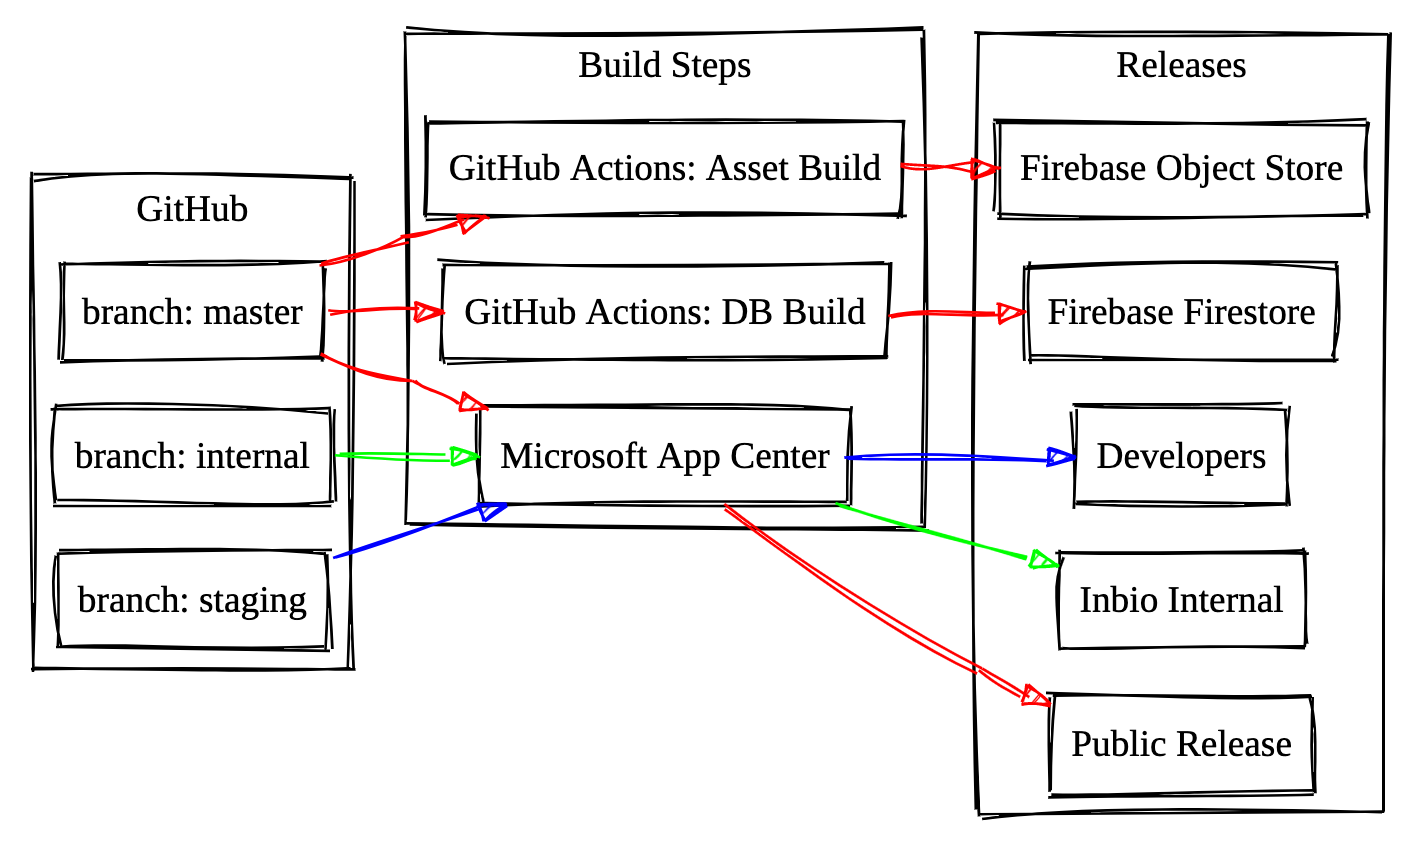 Build Steps
Releases
GitHub Actions: Asset Build
Firebase Object Store
GitHub
branch: master
GitHub Actions: DB Build
Firebase Firestore
branch: internal
Microsoft App Center
Developers
branch: staging
Inbio Internal
Public Release